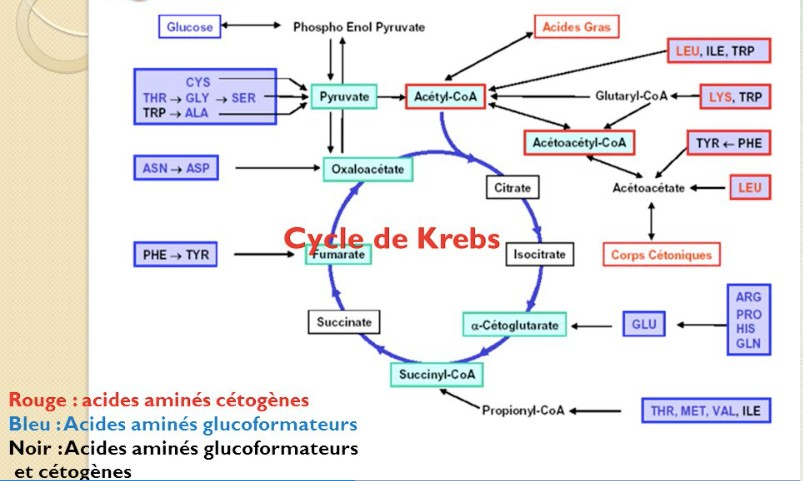 Glucose
Phospho Enol Pyruvate
Acides Gras
LEU, ILE, TRP
CYS
THR → GLY → SER
TRP → ALA
Pyruvate
Acétyl-CoA
Glutaryl-CoA
LYS, TRP
Acétoacétyl-CoA
TYR ← PHE
ASN → ASP
Oxaloacétate
Citrate
Acétoacétate
LEU
Cycle de Krebs
PHE → TYR
Fumarate
Isocitrate
Corps Cétoniques
ARG
PRO
HIS
GLN
Succinate
α-Cétoglutarate
GLU
Succinyl-CoA
Propionyl-CoA
THR, MET, VAL, ILE
Rouge : acides aminés cétogènes
Bleu : Acides aminés glucoformateurs
Noir : Acides aminés glucoformateurs
et cétogènes